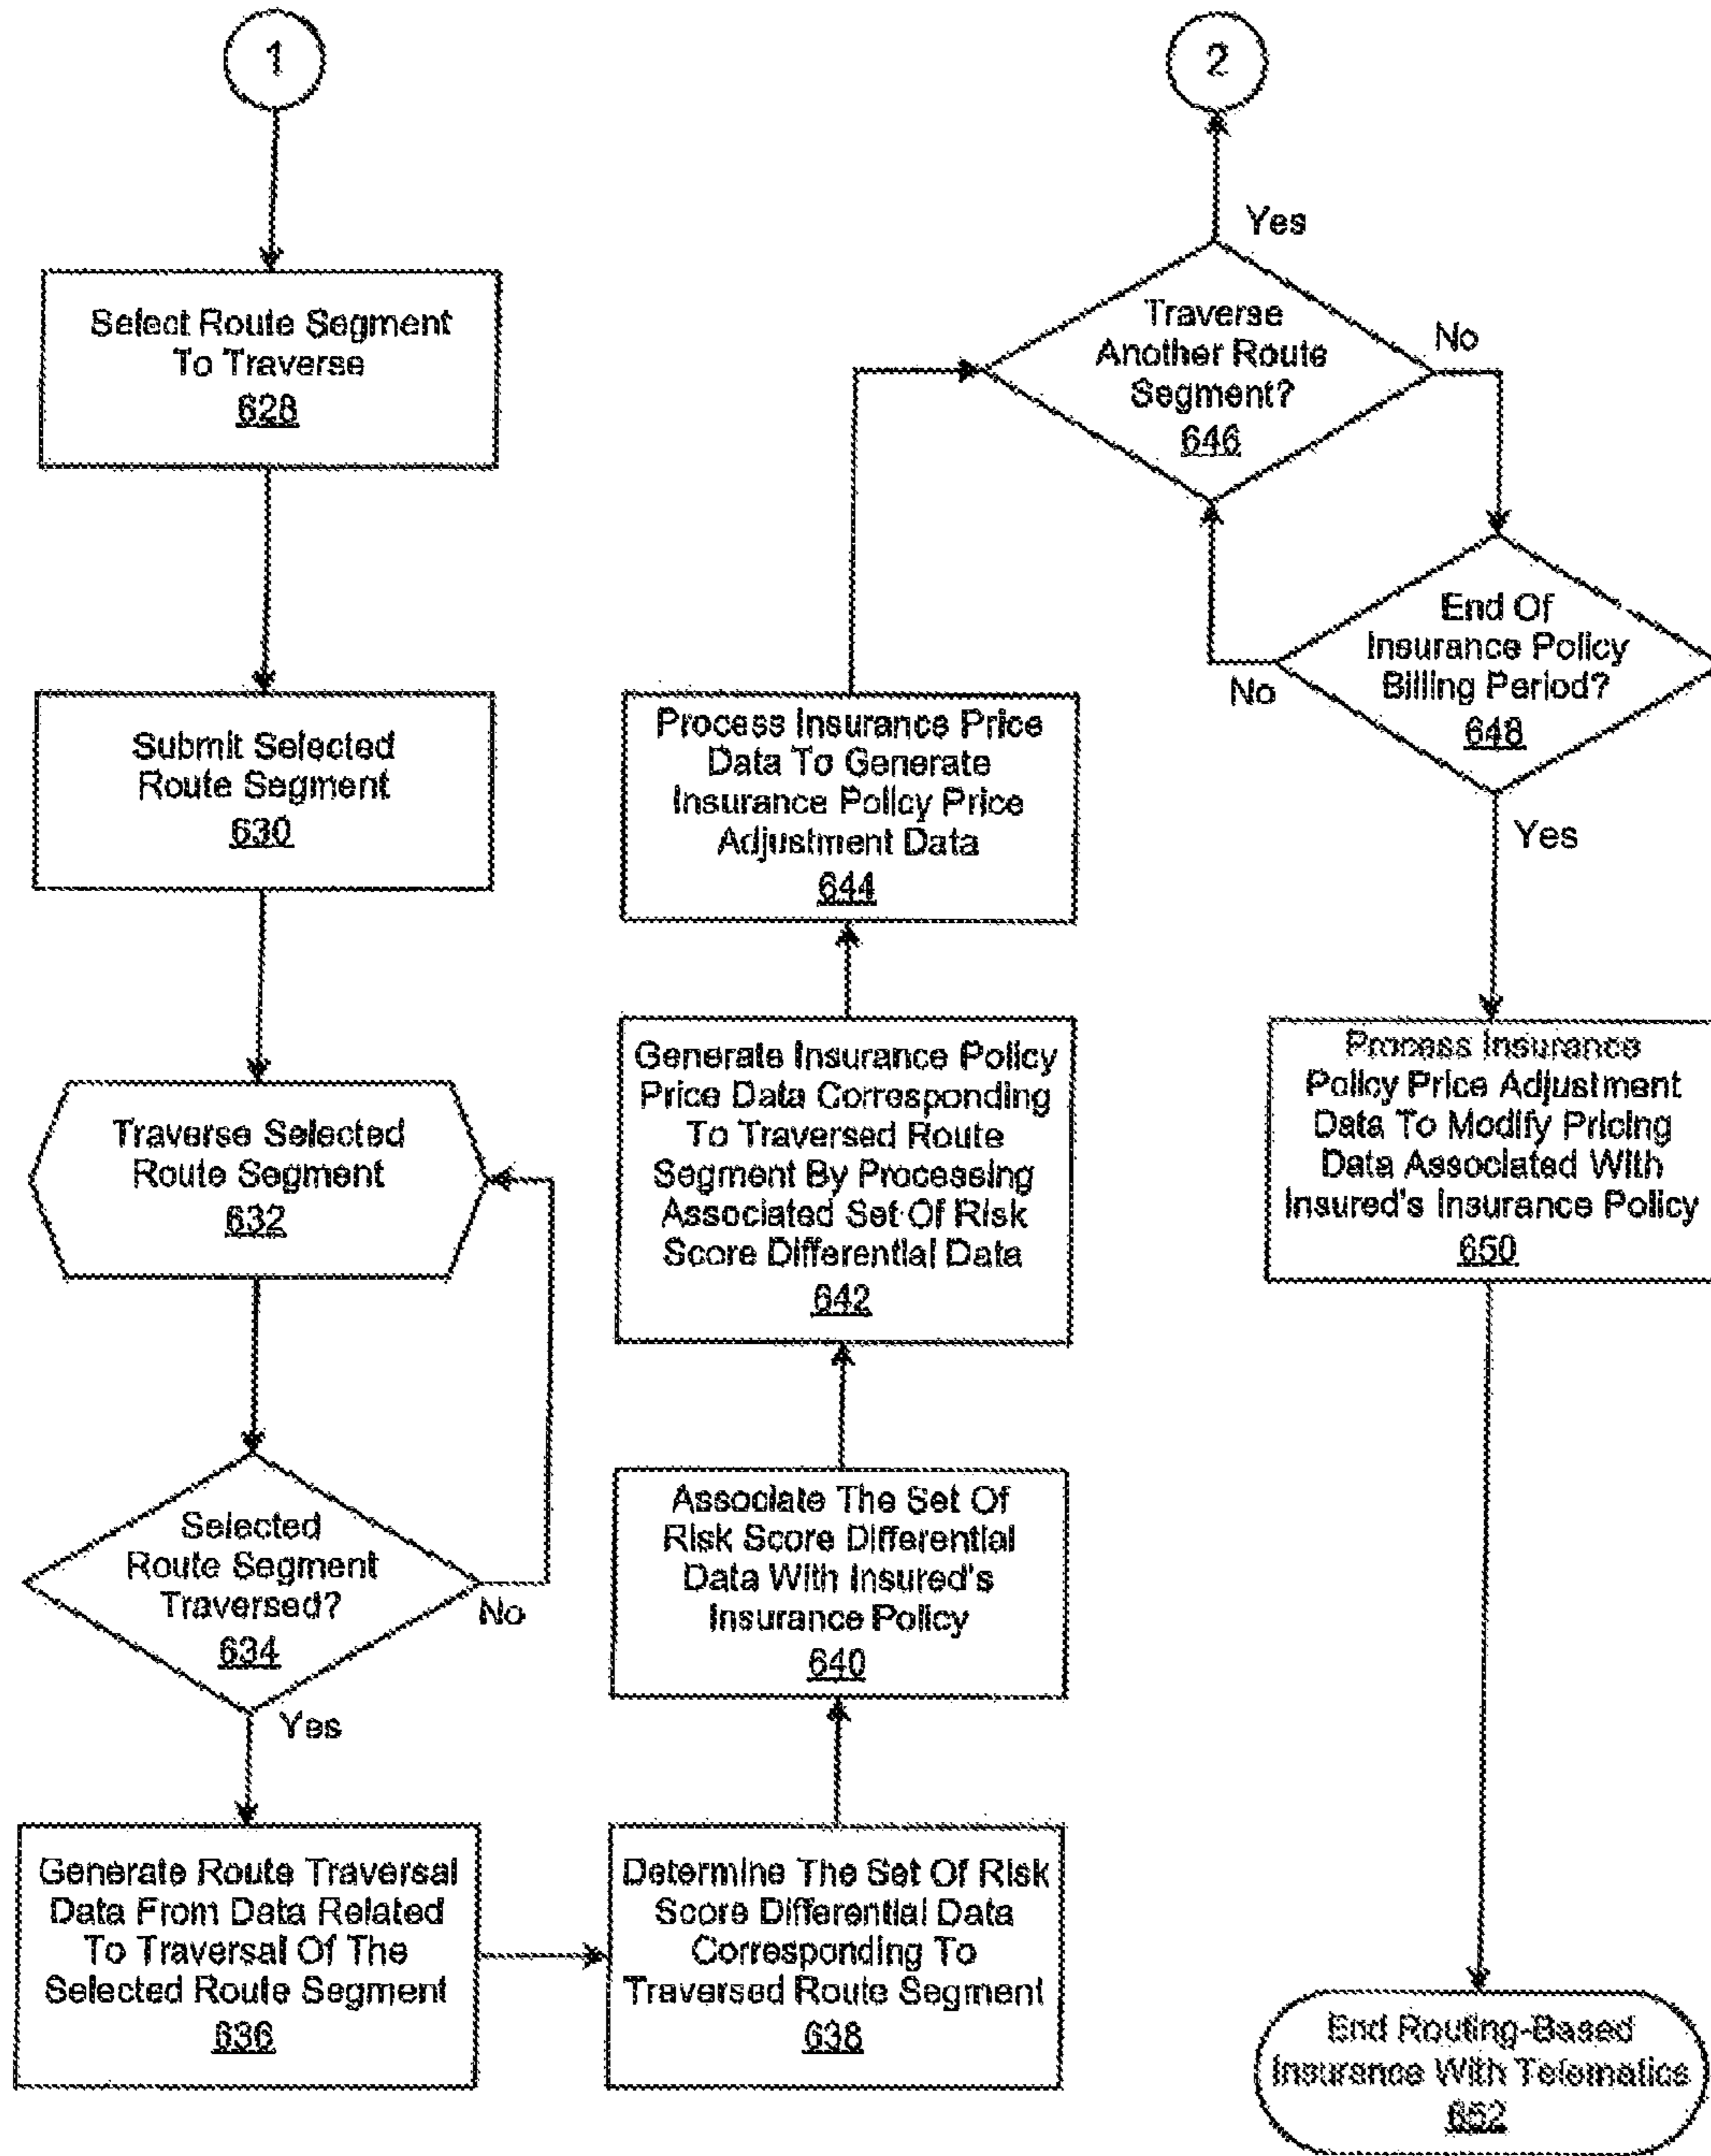 1
Select Route Segment
To Traverse
628
Submit Selected
Route Segment
630
Traverse Selected
Route Segment
632
Selected
Route Segment
Traversed?
634
No
Yes
Generate Route Traversal
Data From Data Related
To Traversal Of The
Selected Route Segment
636
Determine The Set Of Risk
Score Differential Data
Corresponding To
Traversed Route Segment
638
Associate The Set Of
Risk Score Differential
Data With Insured's
Insurance Policy
640
Generate Insurance Policy
Price Data Corresponding
To Traversed Route
Segment By Processing
Associated Set Of Risk
Score Differential Data
642
Process Insurance Price
Data To Generate
Insurance Policy Price
Adjustment Data
644
2
Yes
Traverse
Another Route
Segment?
646
No
End Of
Insurance Policy
Billing Period?
648
No
Yes
Process Insurance
Policy Price Adjustment
Data To Modify Pricing
Data Associated With
Insured's Insurance Policy
650
End Routing-Based
Insurance With Telematics
652